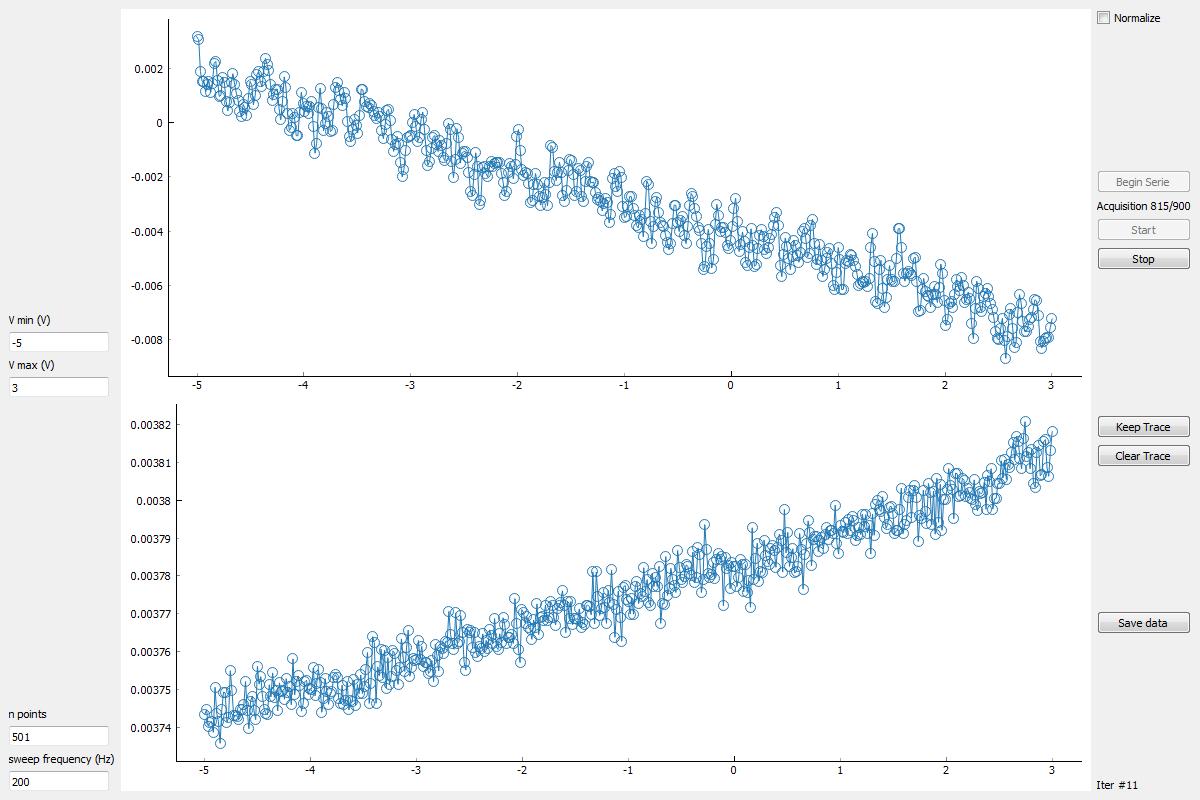 Normalize
0.002
0
-0.002
-0.004
-0.006
-0.008
-5
-4
-3
-2
-1
0
1
2
3
Begin Serie
Acquisition 815/900
Start
Stop
V min (V)
-5
V max (V)
3
0.00382
0.00381
0.0038
0.00379
0.00378
0.00377
0.00376
0.00375
0.00374
-5
-4
-3
-2
-1
0
1
2
3
Keep Trace
Clear Trace
Save data
n points
501
sweep frequency (Hz)
200
Iter #11